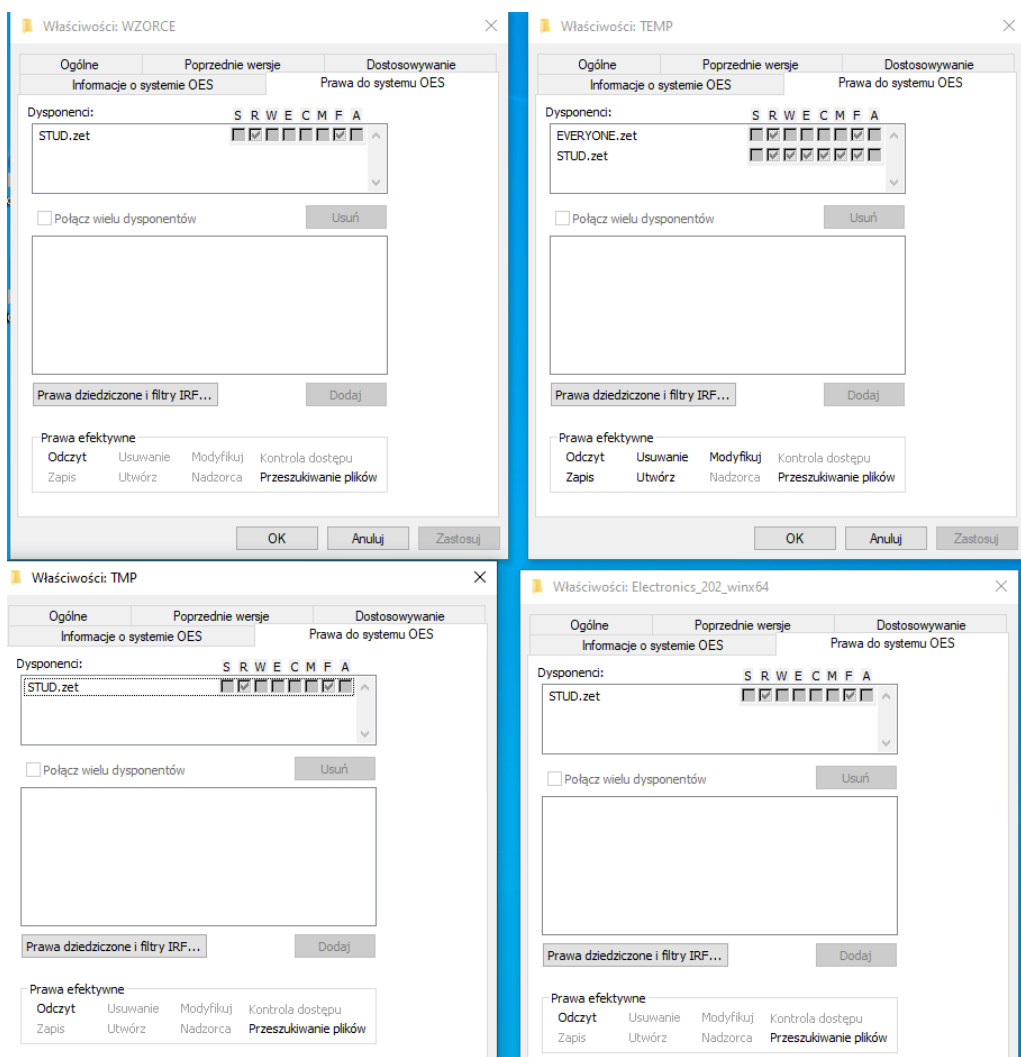 Właściwości: WZORCE
Ogólne Poprzednie wersje Dostosowywanie
Informacje o systemie OES Prawa do systemu OES
Dysponenci: S R W E C M F A
STUD.zet
Połącz wielu dysponentów Usuń
Prawa dziedziczone i filtry IRF... Dodaj
Prawa efektywne
Odczyt Usuwanie Modyfikuj Kontrola dostępu
Zapis Utwórz Nadzorca Przeszukiwanie plików
OK Anuluj Zastosuj
Właściwości: TEMP
Ogólne Poprzednie wersje Dostosowywanie
Informacje o systemie OES Prawa do systemu OES
Dysponenci: S R W E C M F A
EVERYONE.zet
STUD.zet
Połącz wielu dysponentów Usuń
Prawa dziedziczone i filtry IRF... Dodaj
Prawa efektywne
Odczyt Usuwanie Modyfikuj Kontrola dostępu
Zapis Utwórz Nadzorca Przeszukiwanie plików
OK Anuluj Zastosuj
Właściwości: TMP
Ogólne Poprzednie wersje Dostosowywanie
Informacje o systemie OES Prawa do systemu OES
Dysponenci: S R W E C M F A
STUD.zet
Połącz wielu dysponentów Usuń
Prawa dziedziczone i filtry IRF... Dodaj
Prawa efektywne
Odczyt Usuwanie Modyfikuj Kontrola dostępu
Zapis Utwórz Nadzorca Przeszukiwanie plików
Właściwości: Electronics_202_winx64
Ogólne Poprzednie wersje Dostosowywanie
Informacje o systemie OES Prawa do systemu OES
Dysponenci: S R W E C M F A
STUD.zet
Połącz wielu dysponentów Usuń
Prawa dziedziczone i filtry IRF... Dodaj
Prawa efektywne
Odczyt Usuwanie Modyfikuj Kontrola dostępu
Zapis Utwórz Nadzorca Przeszukiwanie plików